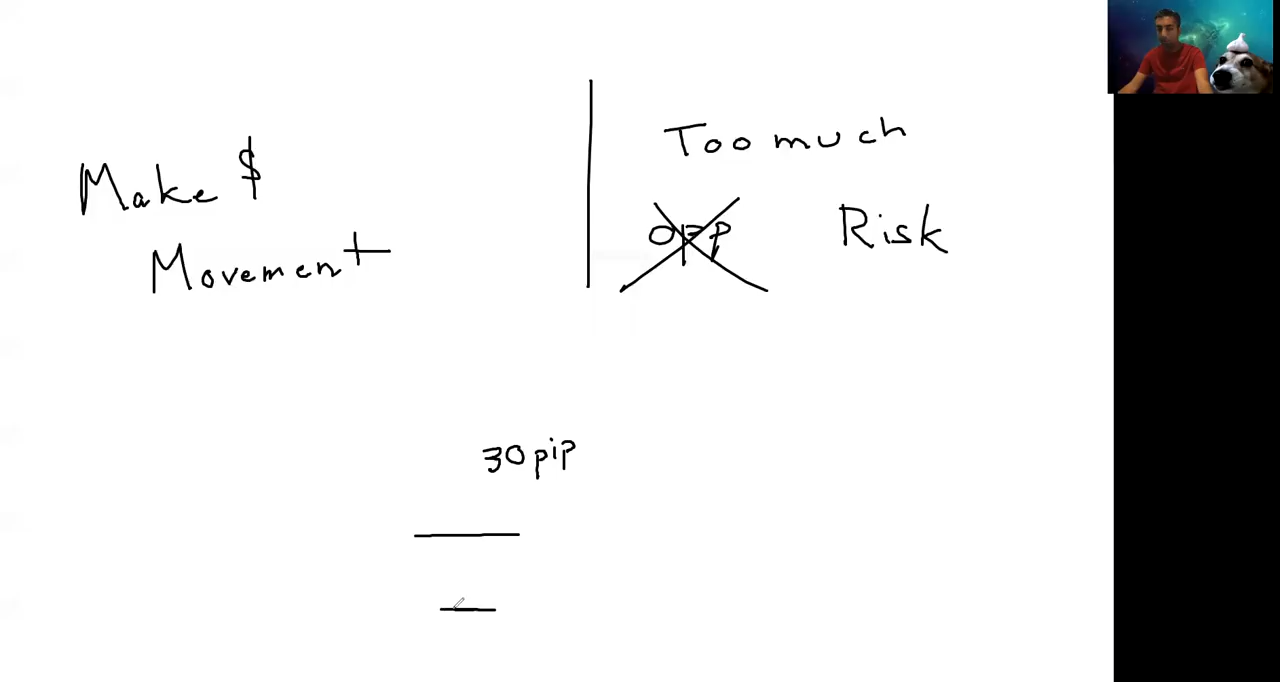 Make $
Movement
Too much
Risk
30 pip